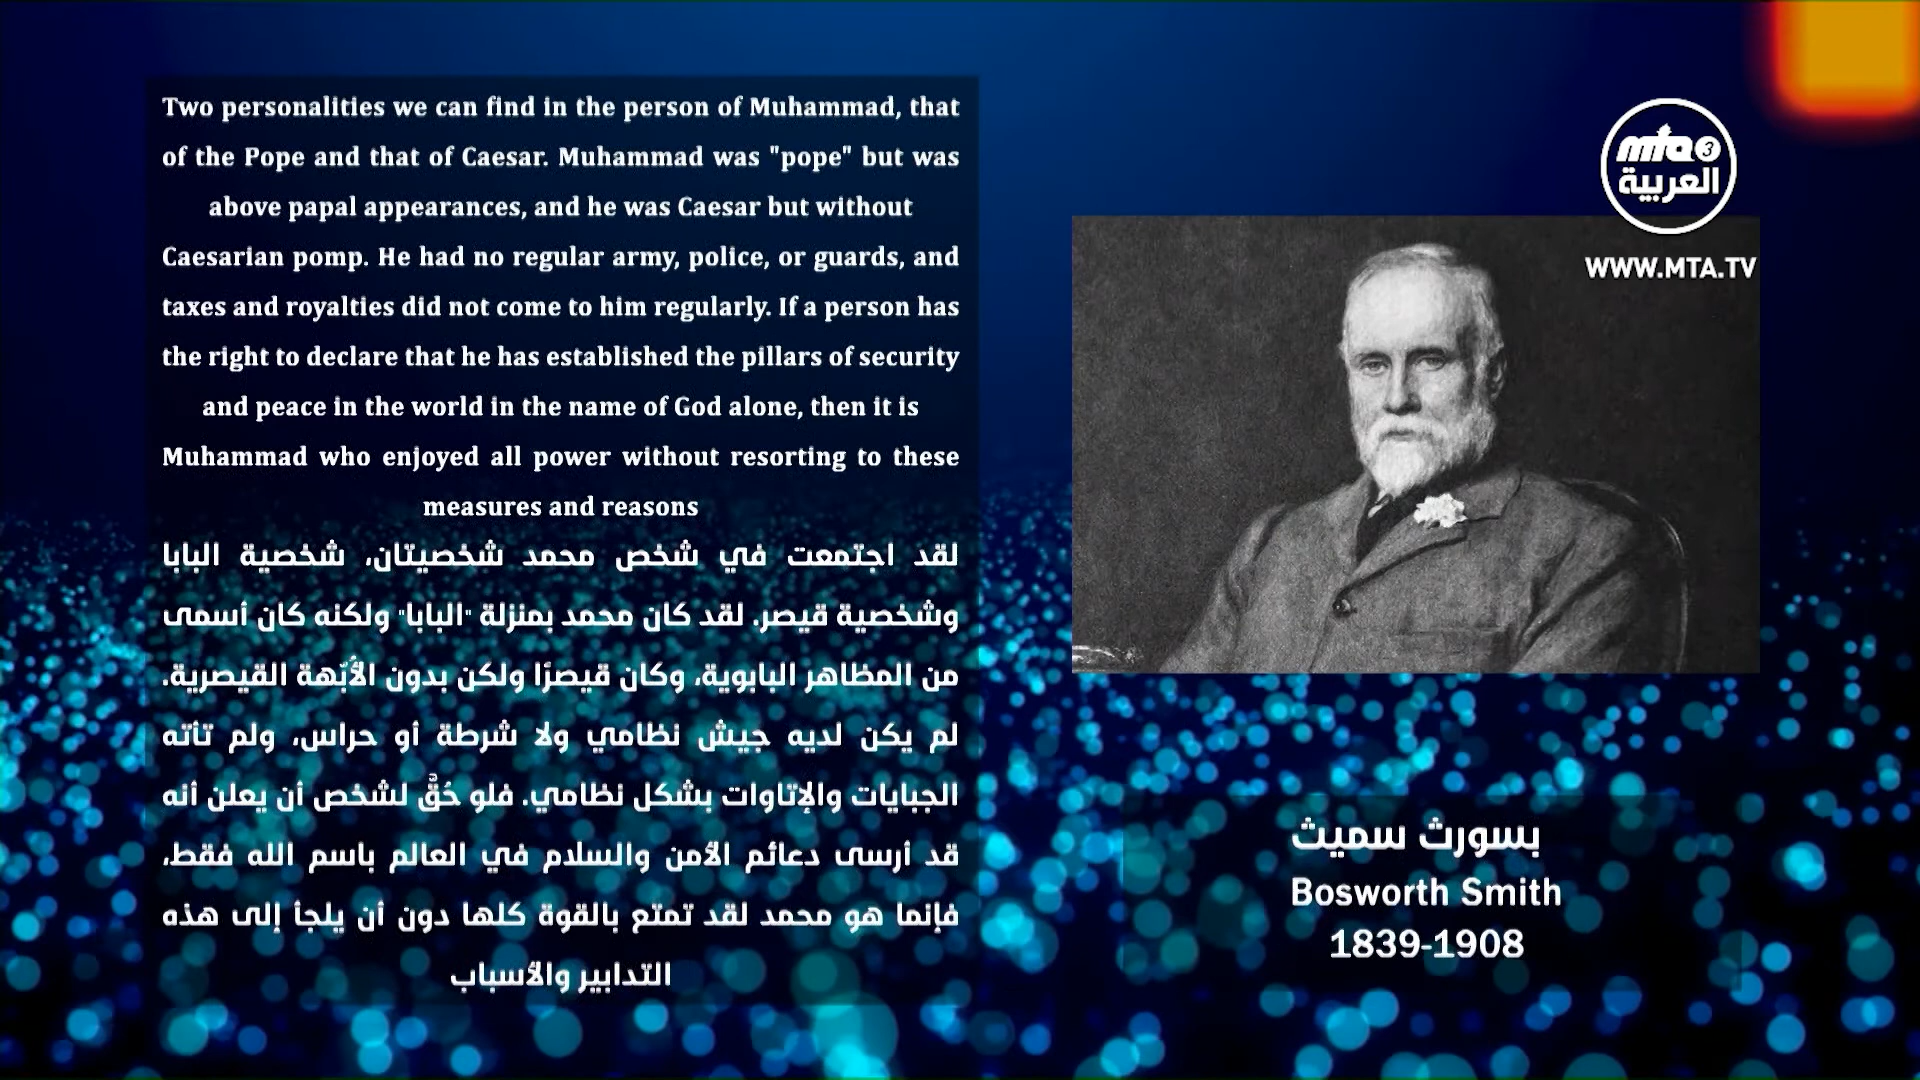 Two personalities we can find in the person of Muhammad, that
of the Pope and that of Caesar. Muhammad was "pope" but was
above papal appearances, and he was Caesar but without
Caesarian pomp. He had no regular army, police, or guards, and
taxes and royalties did not come to him regularly. If a person has
the right to declare that he has established the pillars of security
and peace in the world in the name of God alone, then it is
Muhammad who enjoyed all power without resorting to these
measures and reasons
لقد اجتمعت في شخص محمد شخصيتان، شخصية البابا
وشخصية قيصر. لقد كان محمد بمنزلة "البابا" ولكنه كان أسمى
من المظاهر البابوية، وكان قيصرًا ولكن بدون الأُبّهة القيصرية.
لم يكن لديه جيش نظامي ولا شرطة أو حراس، ولم تأته
الجبايات والإتاوات بشكل نظامي. فلو حُقَّ لشخص أن يعلن أنه
قد أرسى دعائم الأمن والسلام في العالم باسم الله فقط،
فإنما هو محمد لقد تمتع بالقوة كلها دون أن يلجأ إلى هذه
التدابير والأسباب
mta3
العربية
WWW.MTA.TV
بسورث سميث
Bosworth Smith
1839-1908